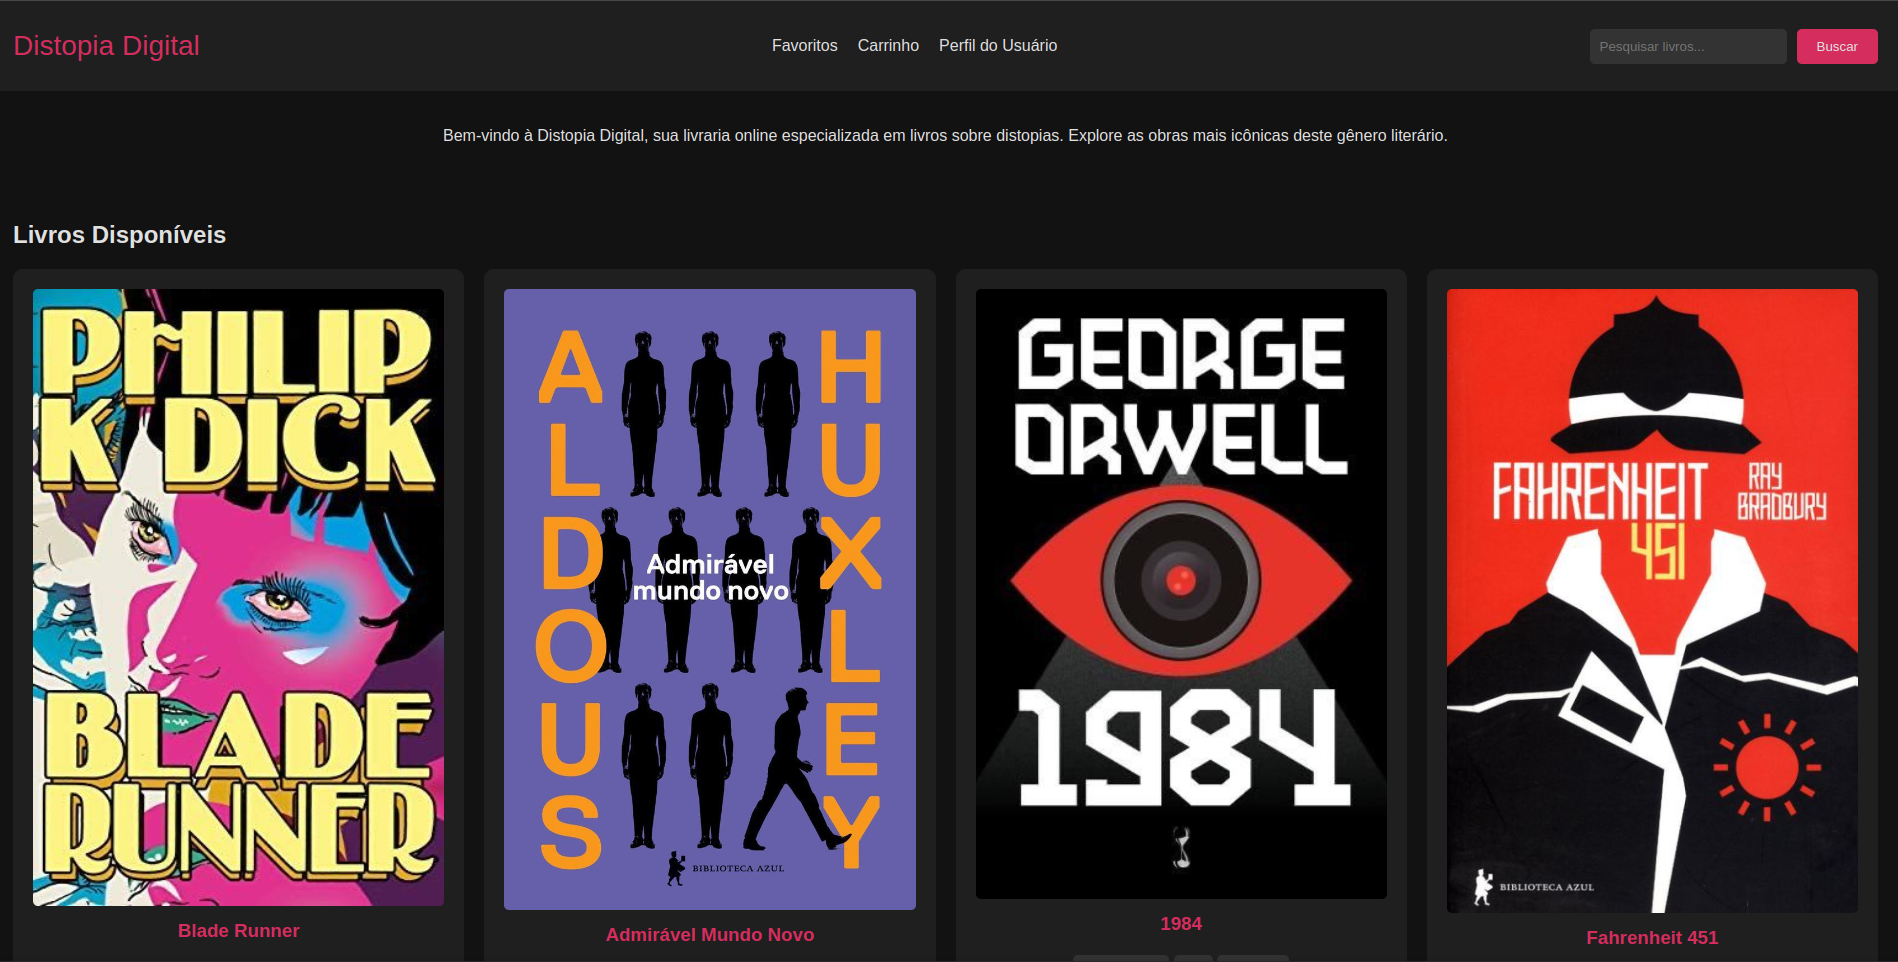 Distopia Digital
Favoritos Carrinho Perfil do Usuário
Pesquisar livros...
Buscar
Bem-vindo à Distopia Digital, sua livraria online especializada em livros sobre distopias. Explore as obras mais icônicas deste gênero literário.
Livros Disponíveis
PHILIP
K DICK
BLADE
RUNNER
Blade Runner
ALDOUS
HUXLEY
Admirável
mundo novo
BIBLIOTECA AZUL
Admirável Mundo Novo
GEORGE
ORWELL
1984
1984
FAHRENHEIT
451
RAY
BRADBURY
BIBLIOTECA AZUL
Fahrenheit 451